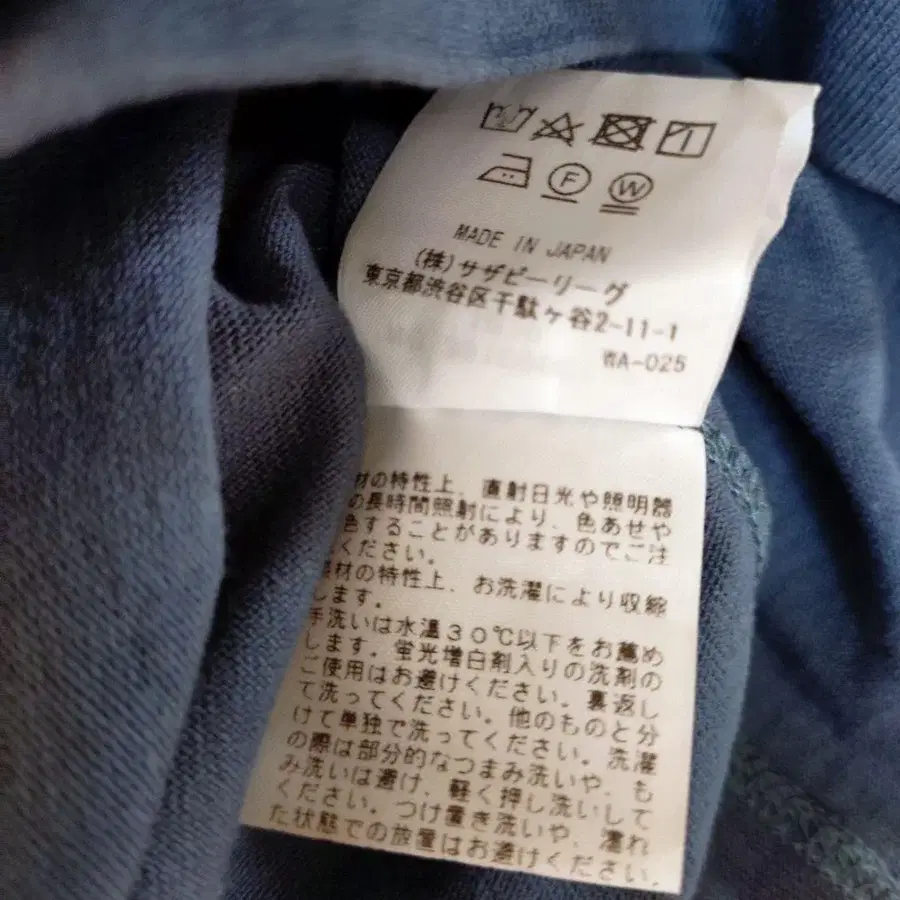 F W
MADE IN JAPAN
(株)サザビーリーグ
東京都渋谷区千駄ヶ谷2-11-1
WA-025
材の特性上、直射日光や照明器
の長時間照射により、色あせや
色することがありますのでご注
ください。
素材の特性上、お洗濯により収縮
します。
手洗いは水温30℃以下をお薦め
します。蛍光増白剤入りの洗剤の
ご使用はお避けください。裏返し
て洗ってください。他のものと分
けて単独で洗ってください。洗濯
の際は部分的なつまみ洗いや、も
み洗いは避け、軽く押し洗いして
ください。つけ置き洗いや、濡れ
た状態での放置はお避けください。